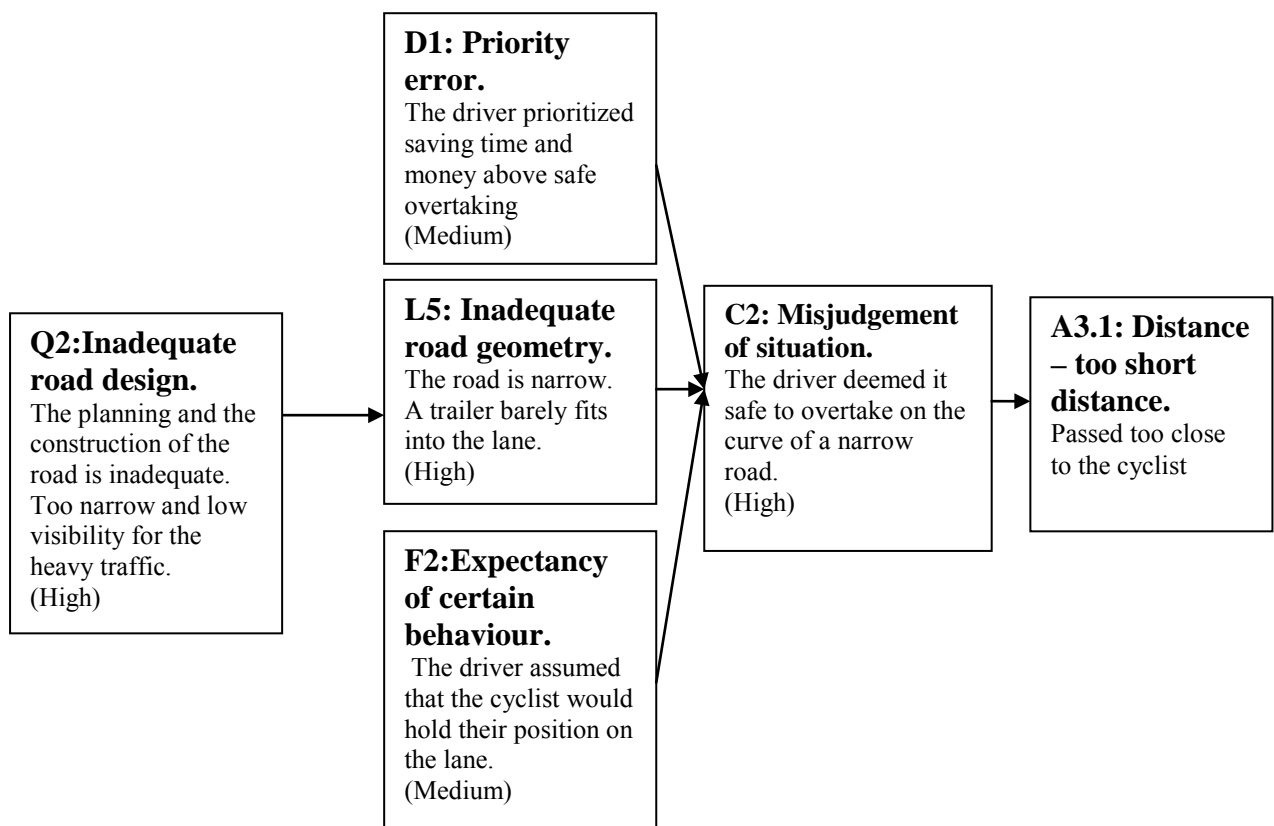 D1: Priority
error.
The driver prioritized
saving time and
money above safe
overtaking
(Medium)
Q2:Inadequate
road design.
The planning and the
construction of the
road is inadequate.
Too narrow and low
visibility for the
heavy traffic.
(High)
L5: Inadequate
road geometry.
The road is narrow.
A trailer barely fits
into the lane.
(High)
F2:Expectancy
of certain
behaviour.
The driver assumed
that the cyclist would
hold their position on
the lane.
(Medium)
C2: Misjudgement
of situation.
The driver deemed it
safe to overtake on the
curve of a narrow
road.
(High)
A3.1: Distance
– too short
distance.
Passed too close
to the cyclist